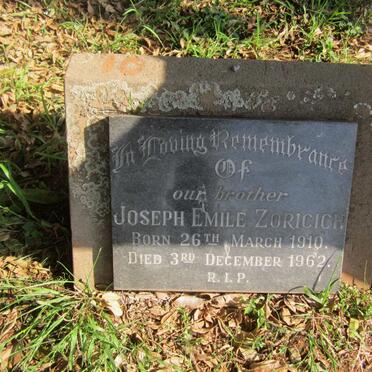 In Loving Remembrance
Of
our brother
JOSEPH EMILE ZORICICH
BORN 26TH MARCH 1910.
DIED 3RD DECEMBER 1962.
R.I.P.